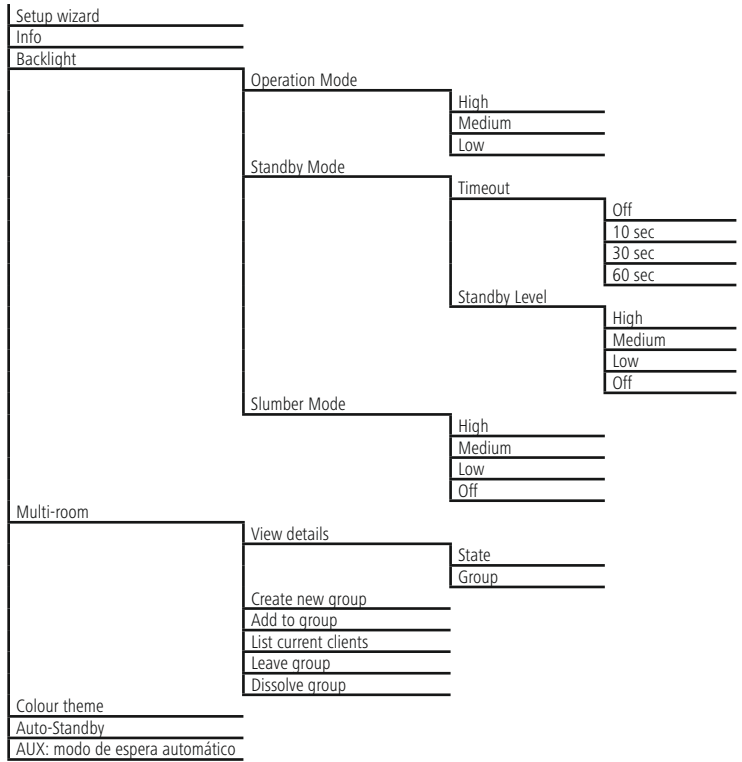 Setup wizard
Info
Backlight
Operation Mode
High
Medium
Low
Standby Mode
Timeout
Off
10 sec
30 sec
60 sec
Standby Level
High
Medium
Low
Off
Slumber Mode
High
Medium
Low
Off
Multi-room
View details
State
Group
Create new group
Add to group
List current clients
Leave group
Dissolve group
Colour theme
Auto-Standby
AUX: modo de espera automático